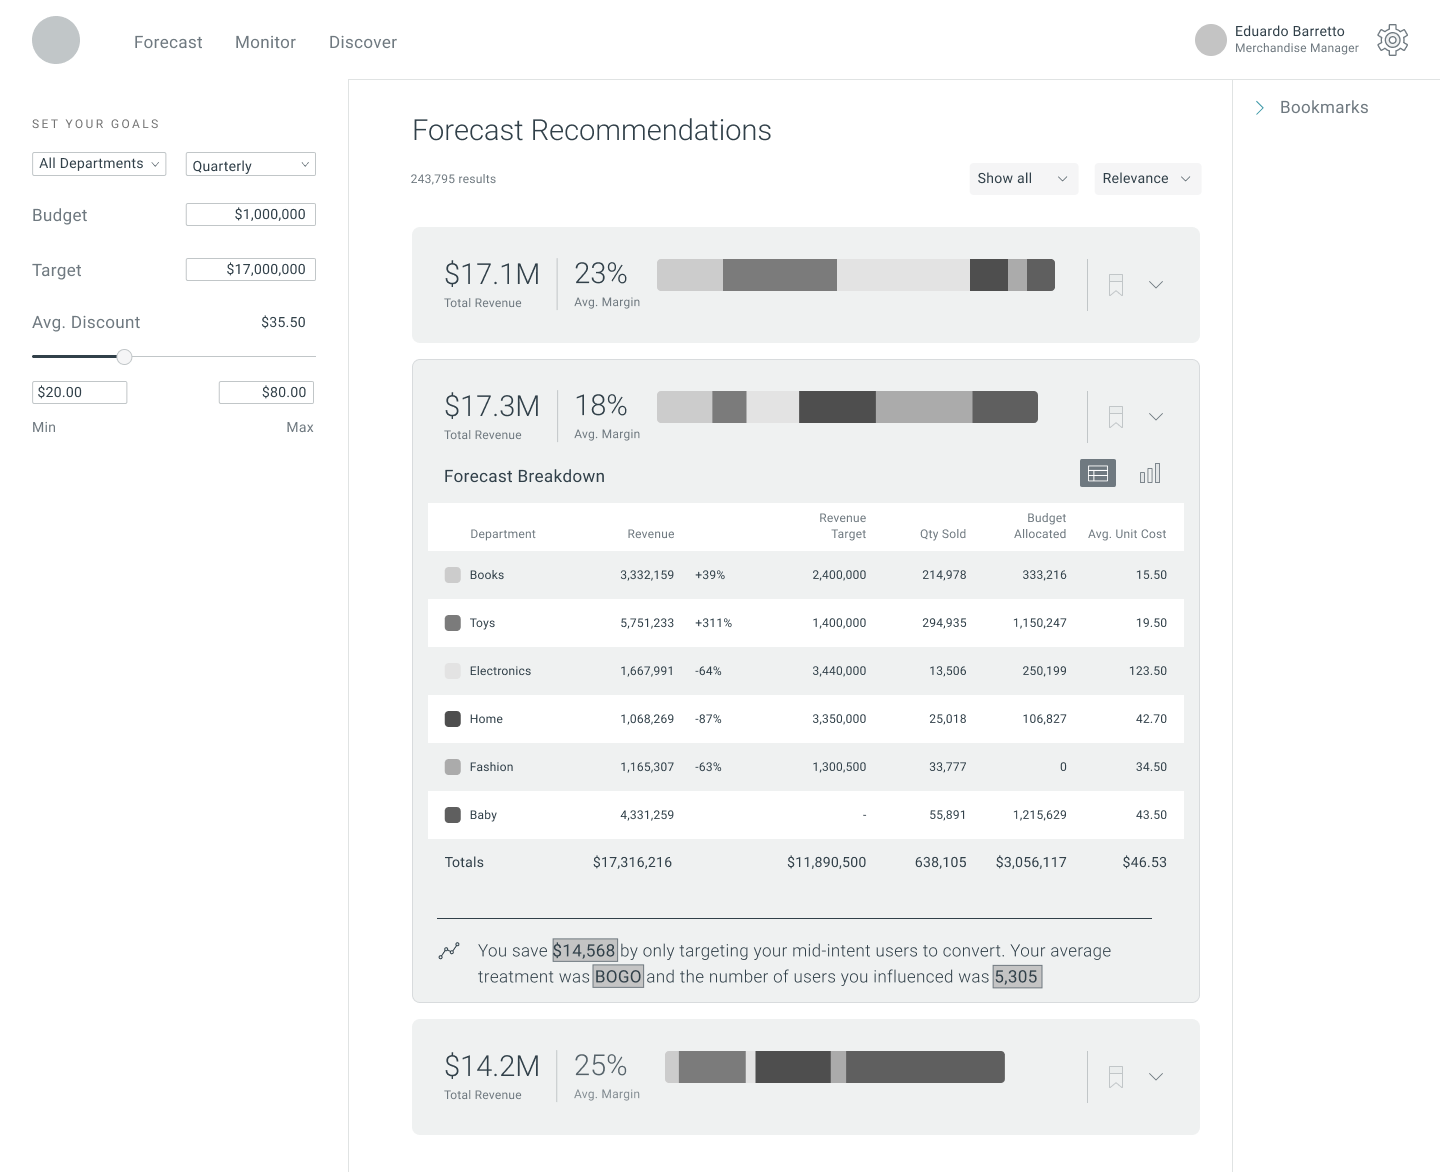 Forecast Monitor Discover
Eduardo Barretto
Merchandise Manager
SET YOUR GOALS
All Departments Quarterly
Budget $1,000,000
Target $17,000,000
Avg. Discount $35.50
$20.00 $80.00
Min Max
Forecast Recommendations
243,795 results Show all Relevance
$17.1M 23%
Total Revenue Avg. Margin
$17.3M 18%
Total Revenue Avg. Margin
Forecast Breakdown
Department Revenue Revenue Target Qty Sold Budget Allocated Avg. Unit Cost
Books 3,332,159 +39% 2,400,000 214,978 333,216 15.50
Toys 5,751,233 +311% 1,400,000 294,935 1,150,247 19.50
Electronics 1,667,991 -64% 3,440,000 13,506 250,199 123.50
Home 1,068,269 -87% 3,350,000 25,018 106,827 42.70
Fashion 1,165,307 -63% 1,300,500 33,777 0 34.50
Baby 4,331,259 - 55,891 1,215,629 43.50
Totals $17,316,216 $11,890,500 638,105 $3,056,117 $46.53
You save $14,568 by only targeting your mid-intent users to convert. Your average
treatment was BOGO and the number of users you influenced was 5,305
$14.2M 25%
Total Revenue Avg. Margin
Bookmarks